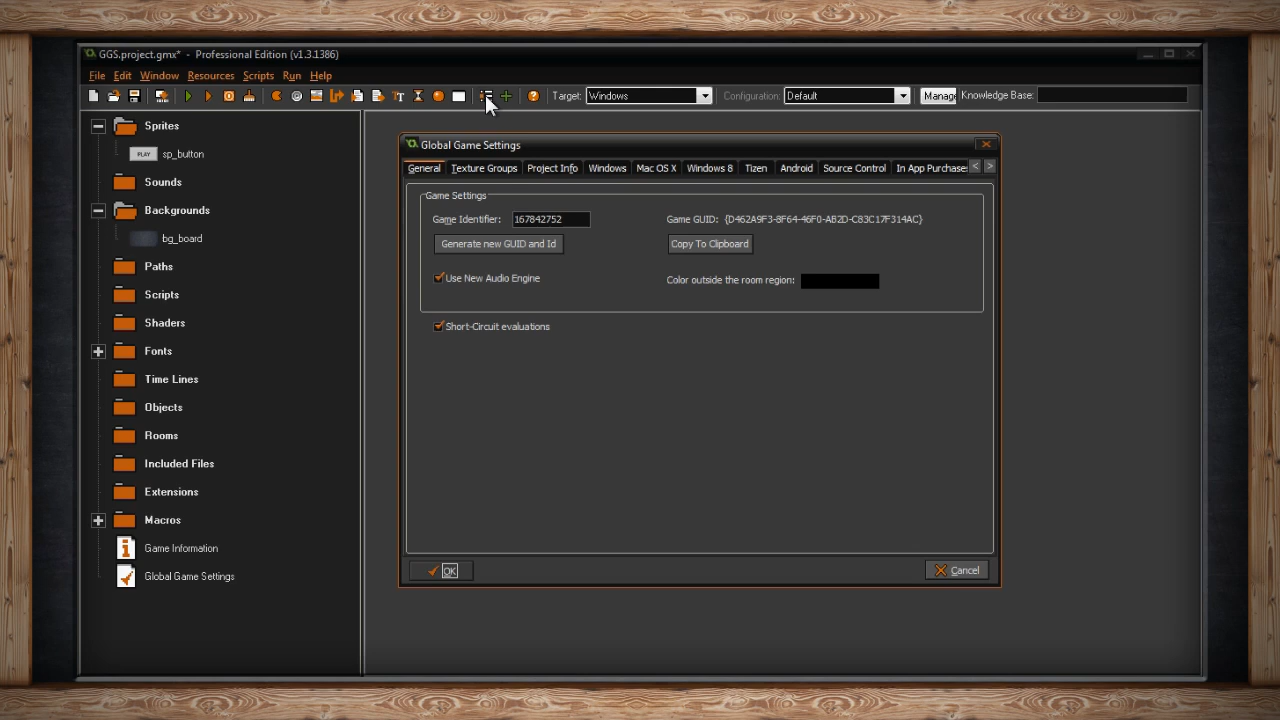 GGS.project.gmx* - Professional Edition (v1.3.1386)
File Edit Window Resources Scripts Run Help
Target: Windows Configuration: Default Manage Knowledge Base:
Sprites
PLAY sp_button
Sounds
Backgrounds
bg_board
Paths
Scripts
Shaders
Fonts
Time Lines
Objects
Rooms
Included Files
Extensions
Macros
Game Information
Global Game Settings
Global Game Settings
General Texture Groups Project Info Windows Mac OS X Windows 8 Tizen Android Source Control In App Purchases
Game Settings
Game Identifier: 167842752 Game GUID: {D462A9F3-8F64-46F0-AB2D-C83C17F314AC}
Generate new GUID and Id Copy To Clipboard
Use New Audio Engine Color outside the room region:
Short-Circuit evaluations
OK Cancel